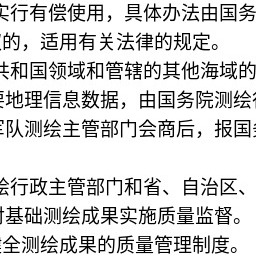 实行有偿使用，具体办法由国务
的，适用有关法律的规定。
共和国领域和管辖的其他海域的
要地理信息数据，由国务院测绘
军队测绘主管部门会商后，报国
绘行政主管部门和省、自治区、
对基础测绘成果实施质量监督。
全测绘成果的质量管理制度。